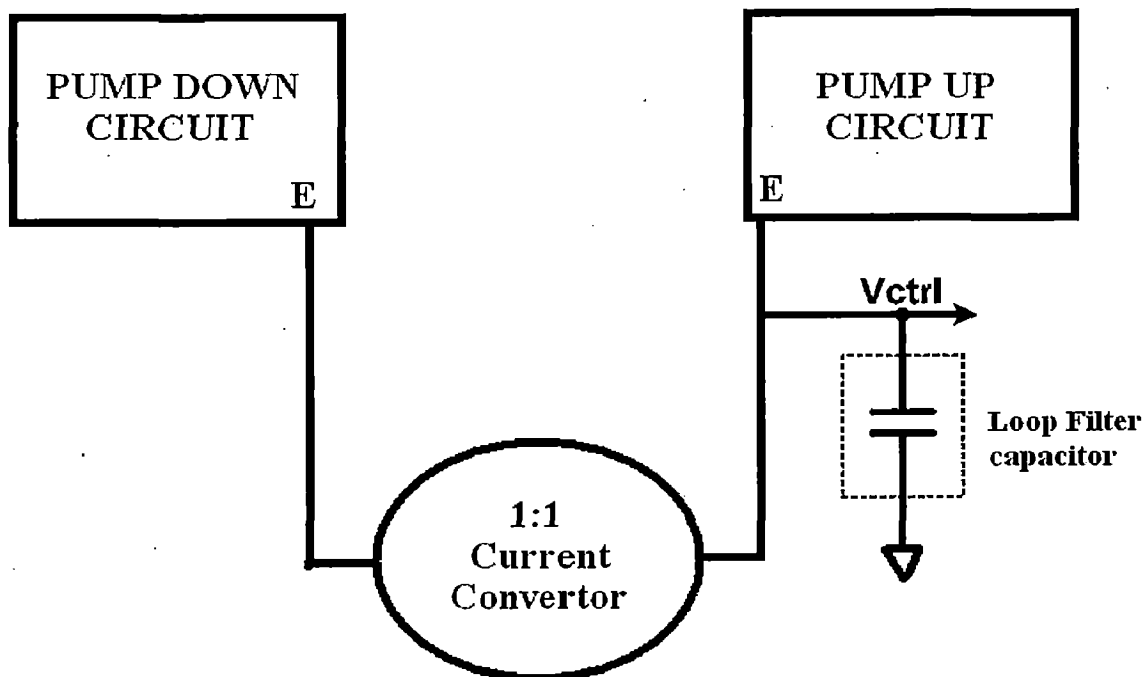 PUMP DOWN
CIRCUIT
E
PUMP UP
CIRCUIT
E
Vctrl
Loop Filter
capacitor
1:1
Current
Convertor